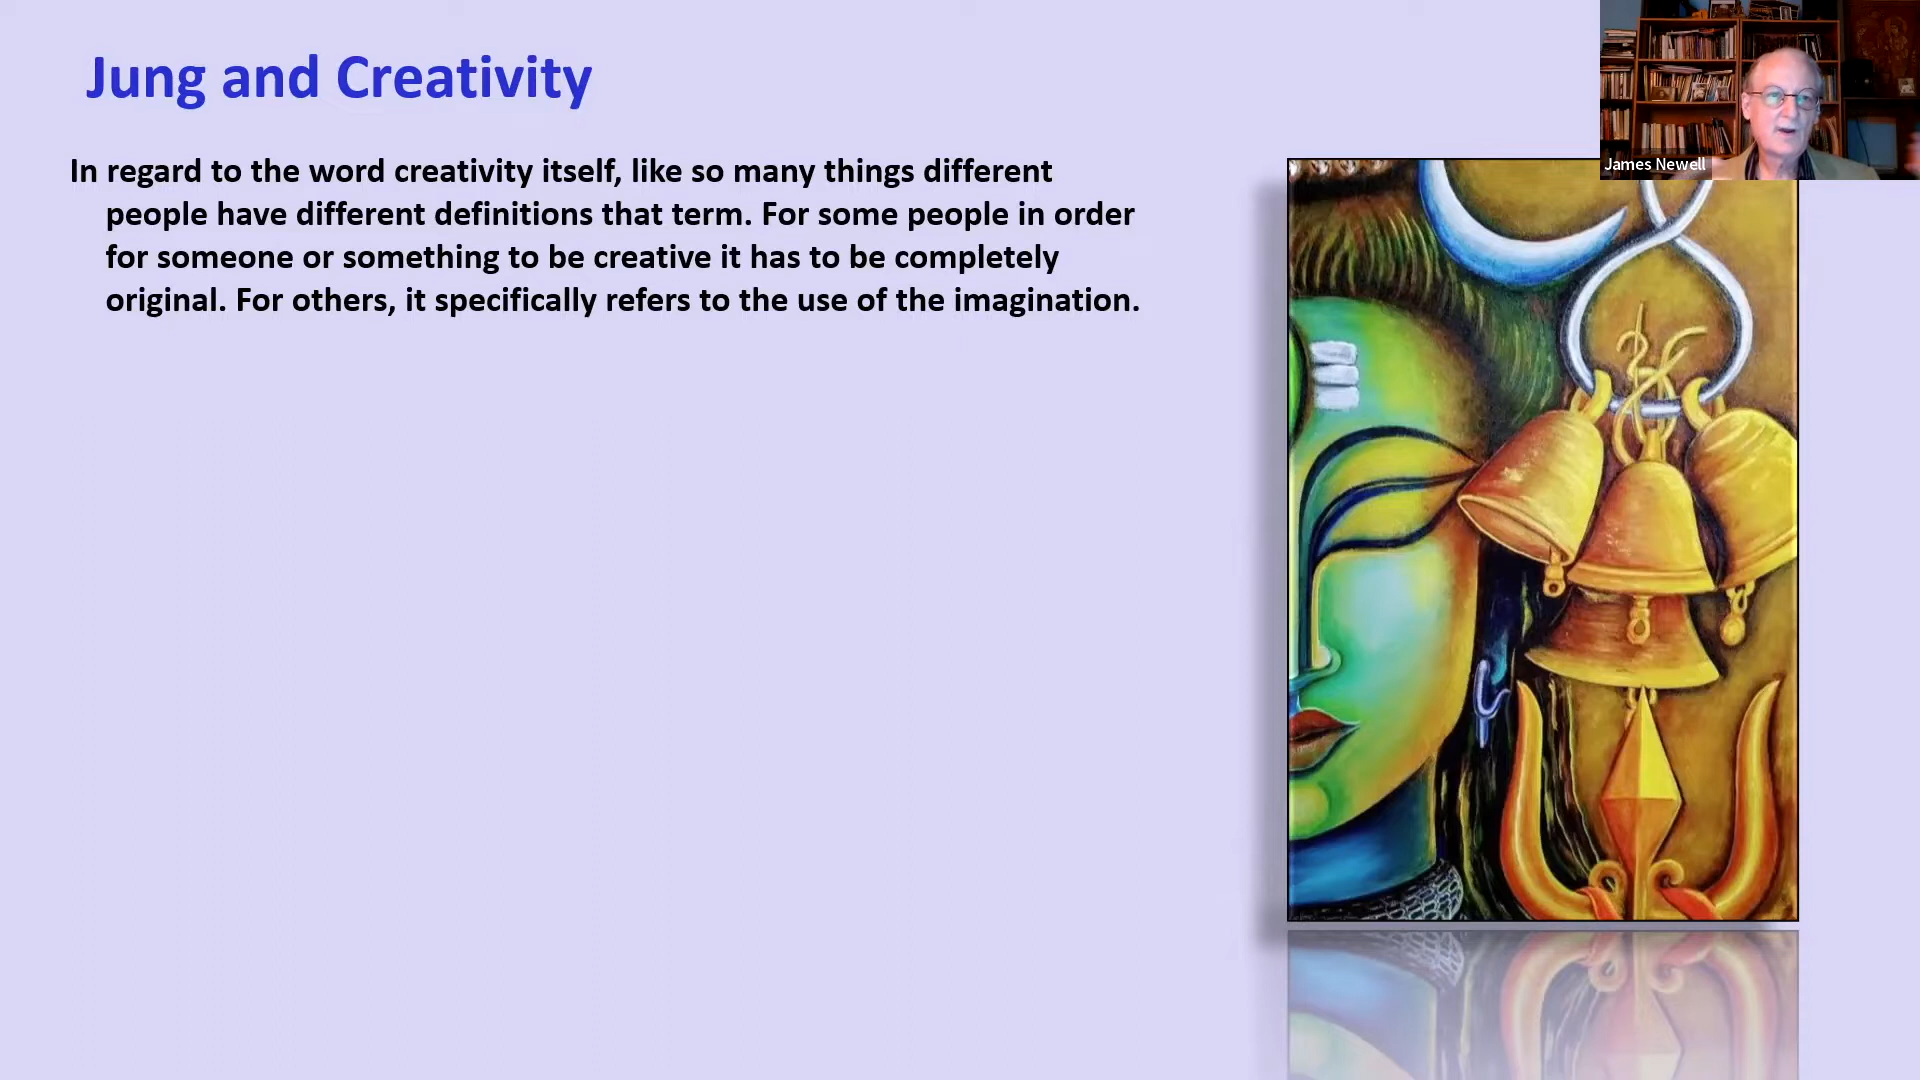 Jung and Creativity
In regard to the word creativity itself, like so many things different
people have different definitions that term. For some people in order
for someone or something to be creative it has to be completely
original. For others, it specifically refers to the use of the imagination.
James Newell